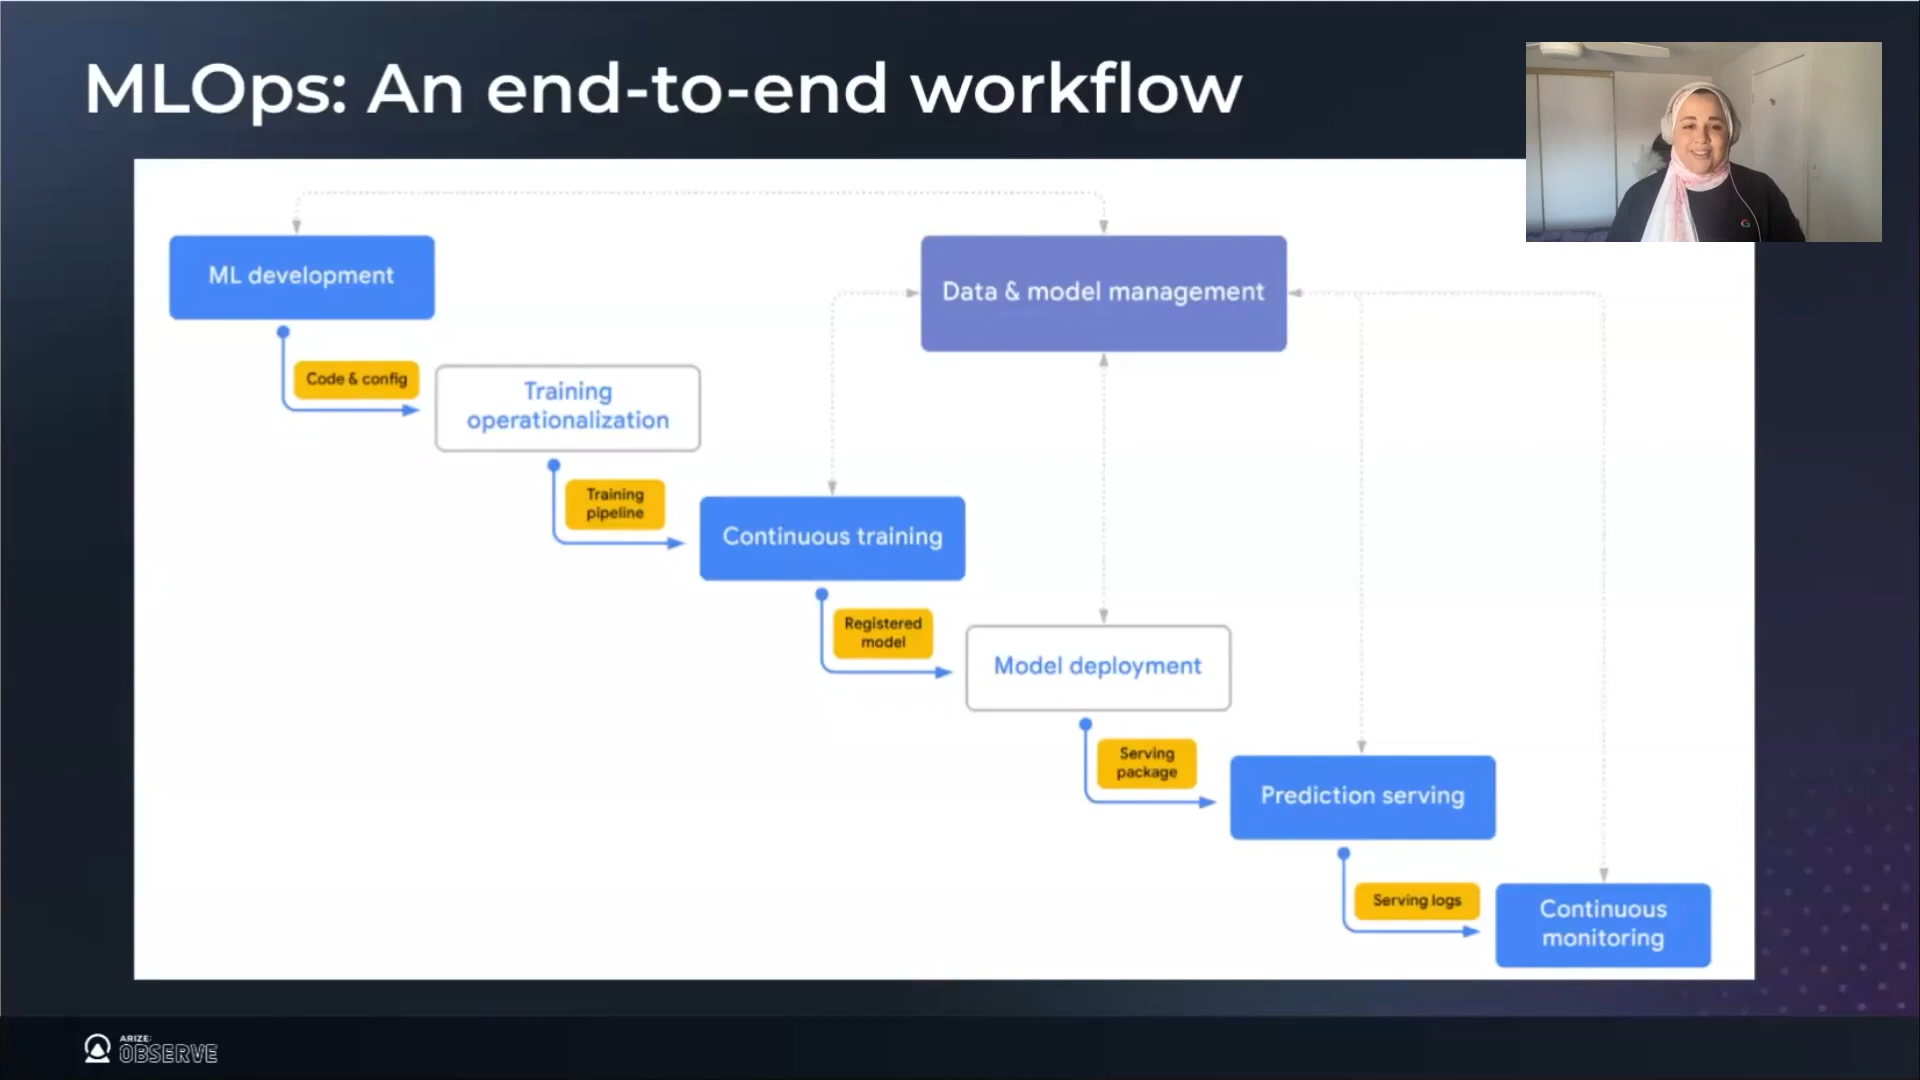 MLOps: An end-to-end workflow
ML development
Data & model management
Code & config
Training
operationalization
Training
pipeline
Continuous training
Registered
model
Model deployment
Serving
package
Prediction serving
Serving logs
Continuous
monitoring
ARIZE:
OBSERVE